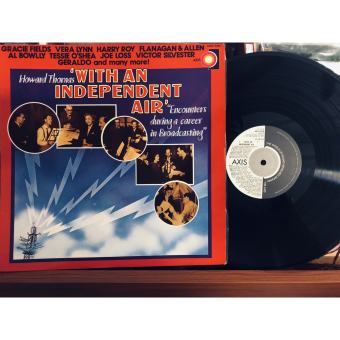 GRACIE FIELDS VERA LYNN HARRY ROY FLANAGAN & ALLEN
AL BOWLLY TESSIE O'SHEA JOE LOSS VICTOR SILVESTER
GERALDO and many more!
AXIS
Howard Thomas' "WITH AN
INDEPENDENT
AIR"
"Encounters
during a career
in Broadcasting"
AXIS